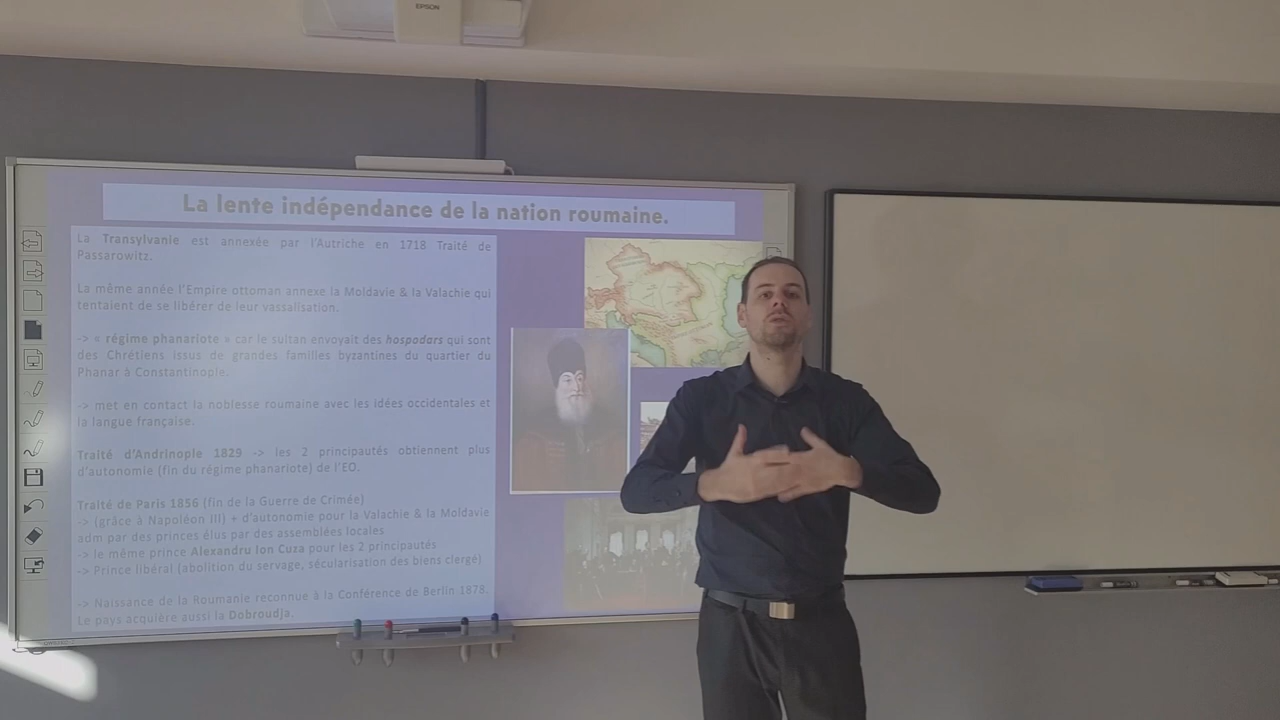 EPSON
La lente indépendance de la nation roumaine.
La Transylvanie est annexée par l'Autriche en 1718 Traité de
Passarowitz.
La même année l'Empire ottoman annexe la Moldavie & la Valachie qui
tentaient de se libérer de leur vassalisation.
-> « régime phanariote » car le sultan envoyait des hospodars qui sont
des Chrétiens issus de grandes familles byzantines du quartier du
Phanar à Constantinople.
-> met en contact la noblesse roumaine avec les idées occidentales et
la langue française.
Traité d'Andrinople 1829 -> les 2 principautés obtiennent plus
d'autonomie (fin du régime phanariote) de l'EO.
Traité de Paris 1856 (fin de la Guerre de Crimée)
-> (grâce à Napoléon III) + d'autonomie pour la Valachie & la Moldavie
adm par des princes élus par des assemblées locales
-> le même prince Alexandru Ion Cuza pour les 2 principautés
-> Prince libéral (abolition du servage, sécularisation des biens clergé)
-> Naissance de la Roumanie reconnue à la Conférence de Berlin 1878.
Le pays acquière aussi la Dobroudja.